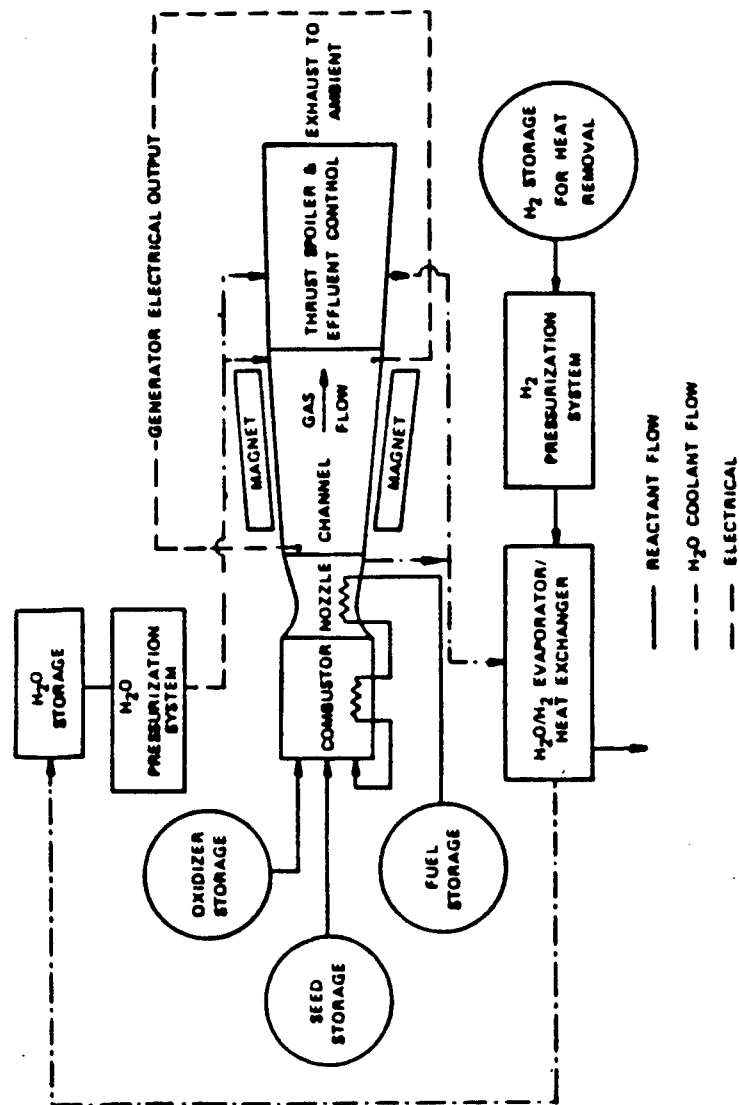 GENERATOR ELECTRICAL OUTPUT
H2O
STORAGE
H2O
PRESSURIZATION
SYSTEM
OXIDIZER
STORAGE
SEED
STORAGE
FUEL
STORAGE
COMBUSTOR
NOZZLE
CHANNEL
GAS
FLOW
MAGNET
MAGNET
THRUST SPOILER &
EFFLUENT CONTROL
EXHAUST TO
AMBIENT
H2O/H2 EVAPORATOR/
HEAT EXCHANGER
H2
PRESSURIZATION
SYSTEM
H2 STORAGE
FOR HEAT
REMOVAL
REACTANT FLOW
H2O COOLANT FLOW
ELECTRICAL